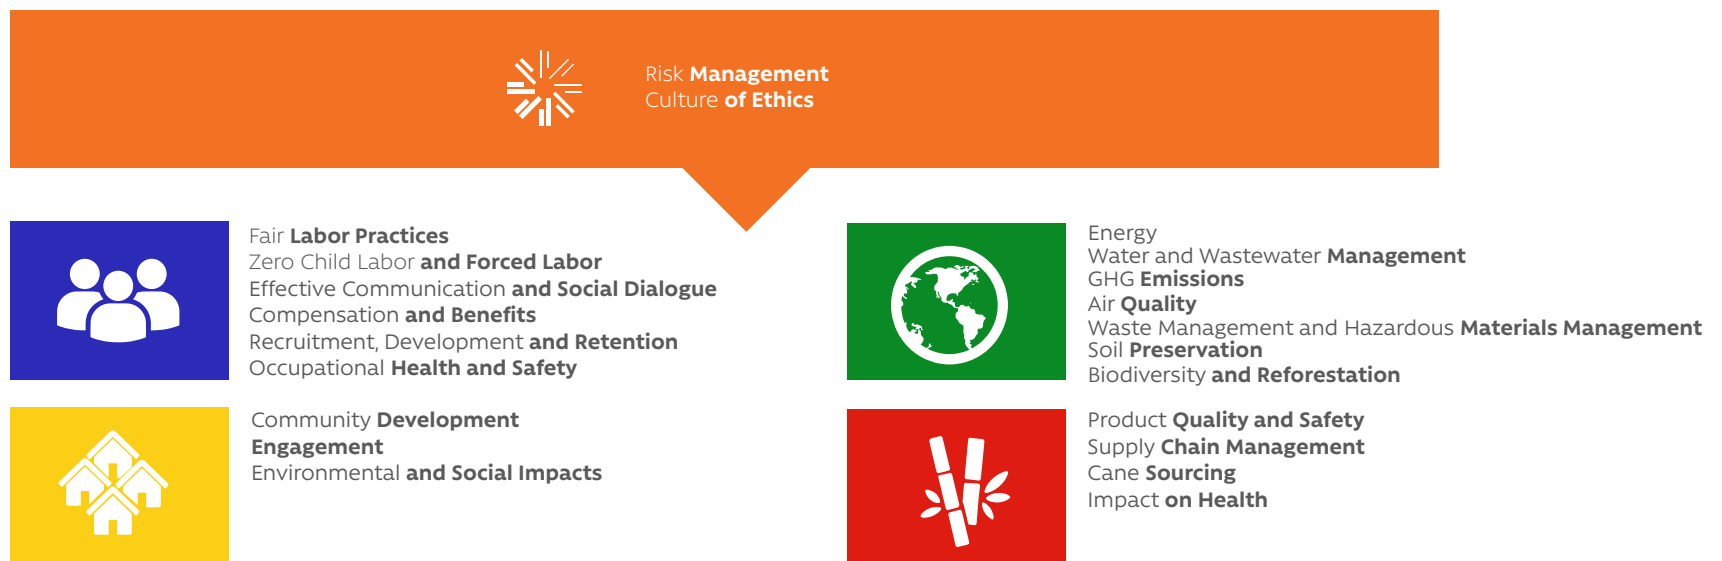 Risk Management
Culture of Ethics
Fair Labor Practices
Zero Child Labor and Forced Labor
Effective Communication and Social Dialogue
Compensation and Benefits
Recruitment, Development and Retention
Occupational Health and Safety
Energy
Water and Wastewater Management
GHG Emissions
Air Quality
Waste Management and Hazardous Materials Management
Soil Preservation
Biodiversity and Reforestation
Community Development
Engagement
Environmental and Social Impacts
Product Quality and Safety
Supply Chain Management
Cane Sourcing
Impact on Health